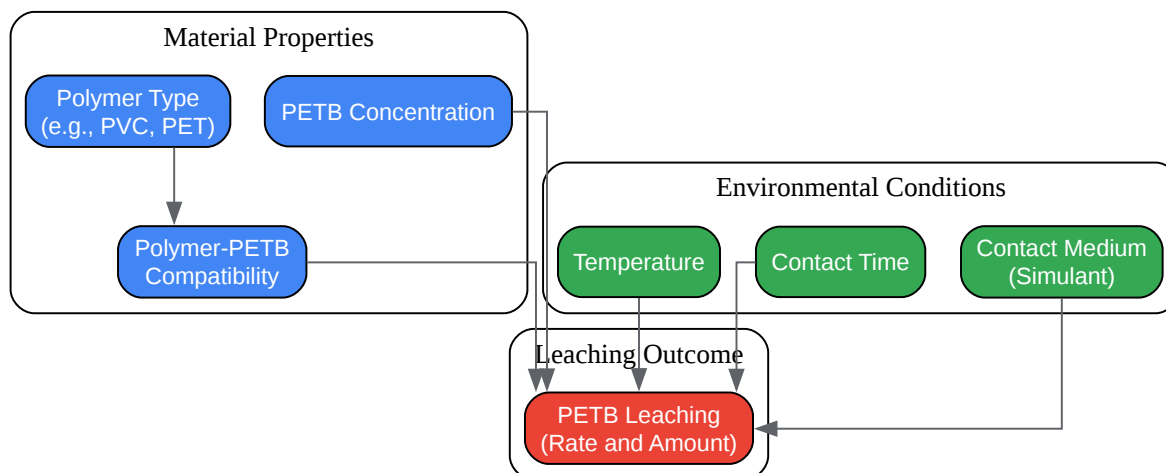 Material Properties
Polymer Type
(e.g., PVC, PET)
PETB Concentration
Polymer-PETB
Compatibility
Environmental Conditions
Temperature
Contact Time
Contact Medium
(Simulant)
Leaching Outcome
PETB Leaching
(Rate and Amount)